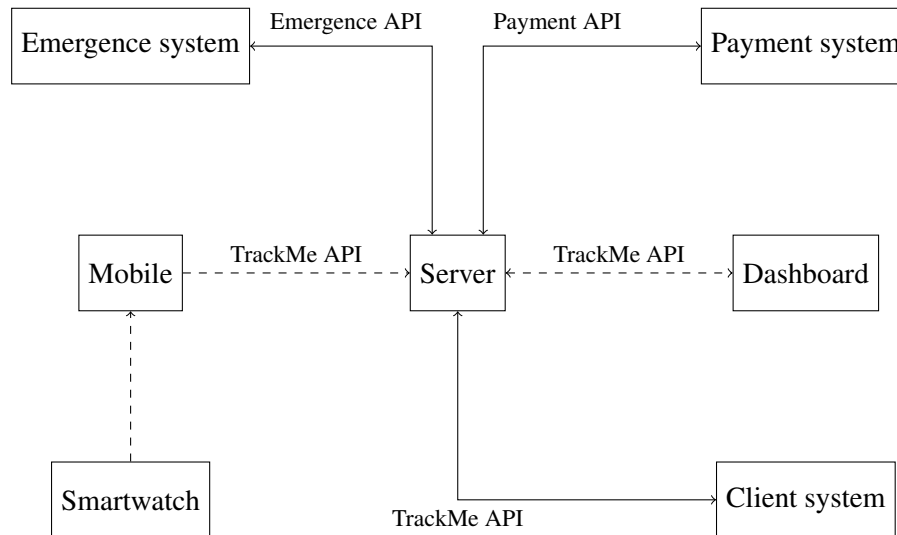 Emergence API
Payment API
Emergence system
Payment system
TrackMe API
TrackMe API
Mobile
Server
Dashboard
Smartwatch
Client system
TrackMe API